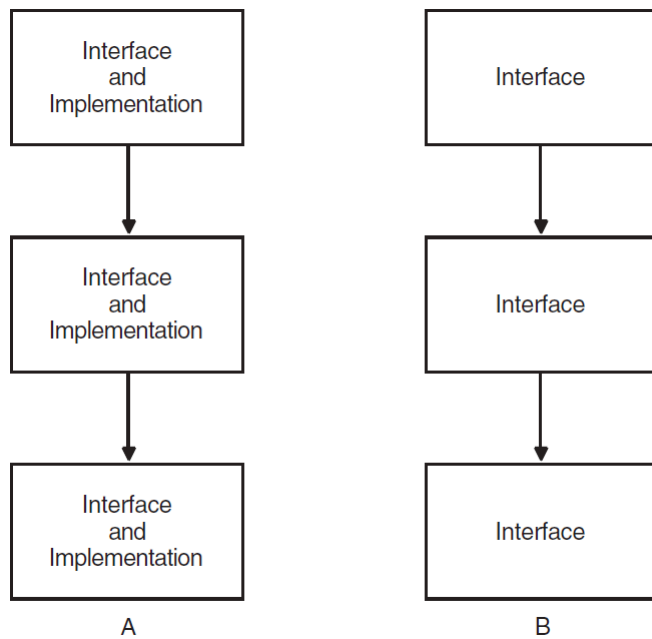 Interface
and
Implementation
Interface
and
Implementation
Interface
and
Implementation
A
Interface
Interface
Interface
B